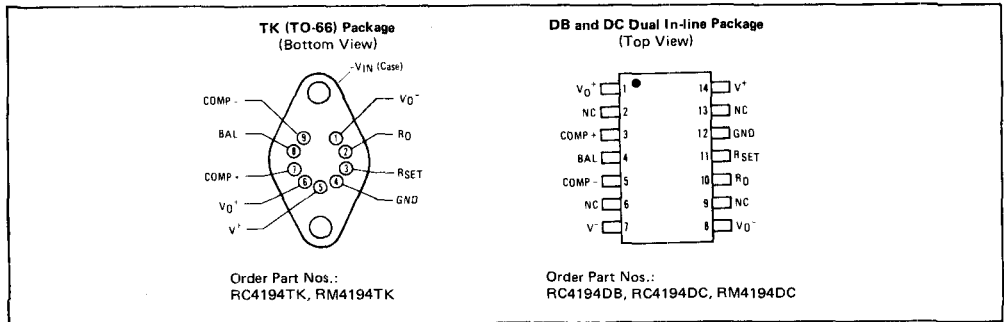 TK (TO-66) Package
(Bottom View)
-VIN (Case)
COMP -
VO-
BAL
RO
COMP +
RSET
VO+
GND
V+
9
1
8
2
7
3
6
5
4
Order Part Nos.:
RC4194TK, RM4194TK
DB and DC Dual In-line Package
(Top View)
VO+ 1 14 V+
NC 2 13 NC
COMP + 3 12 GND
BAL 4 11 RSET
COMP - 5 10 RO
NC 6 9 NC
V- 7 8 VO-
Order Part Nos.:
RC4194DB, RC4194DC, RM4194DC